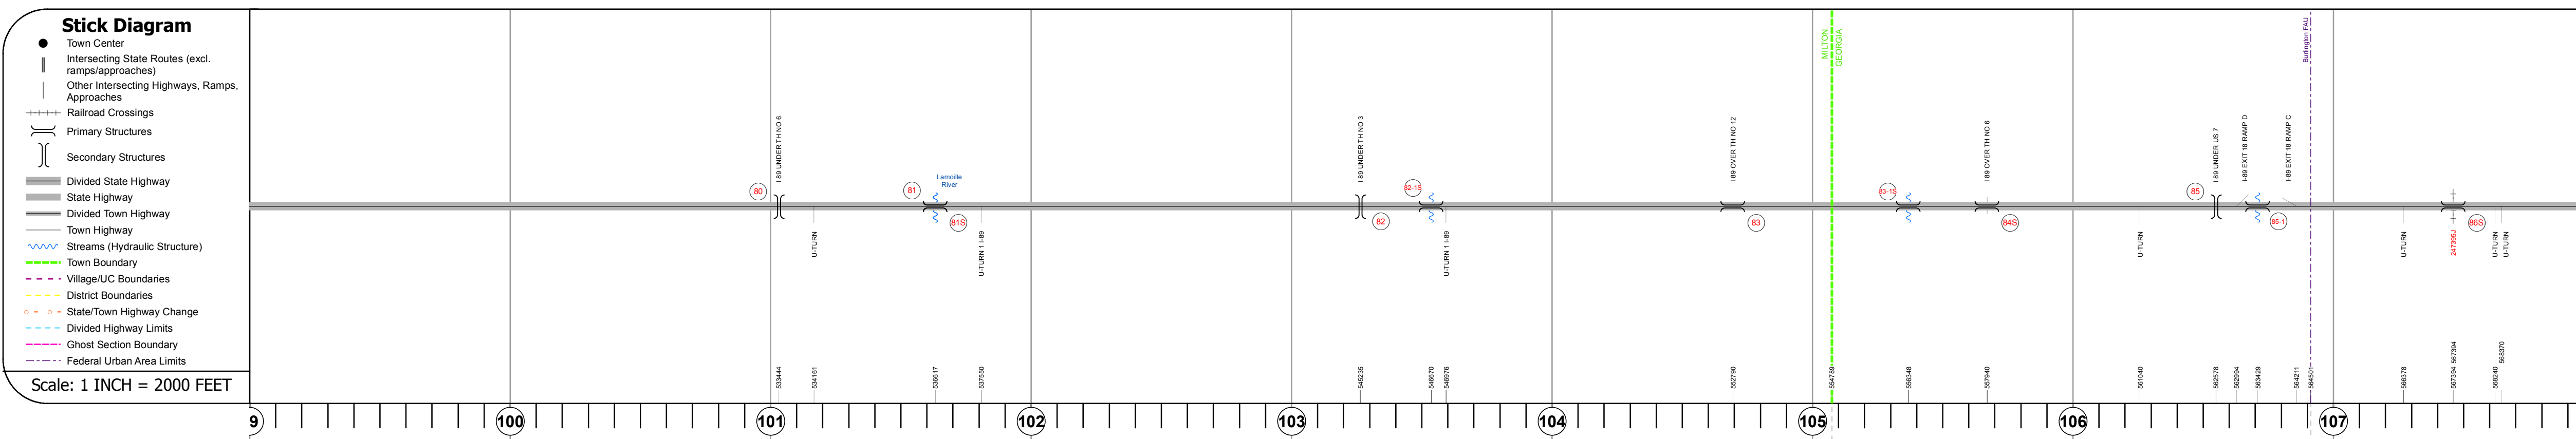 Stick Diagram
Town Center
Intersecting State Routes (excl.
ramps/approaches)
Other Intersecting Highways, Ramps,
Approaches
Railroad Crossings
Primary Structures
Secondary Structures
Divided State Highway
State Highway
Divided Town Highway
Town Highway
Streams (Hydraulic Structure)
Town Boundary
Village/UC Boundaries
District Boundaries
State/Town Highway Change
Divided Highway Limits
Ghost Section Boundary
Federal Urban Area Limits
Scale: 1 INCH = 2000 FEET
MILTON
GEORGIA
Burlington FAU
I 89 UNDER TH NO 6
I 89 UNDER TH NO 3
I 89 OVER TH NO 12
I 89 OVER TH NO 6
I 89 UNDER US 7
I-89 EXIT 18 RAMP D
I-89 EXIT 18 RAMP C
Lamoille
River
80
81
81S
82
82-1S
83
83-1S
84S
85
85-1
86S
U-TURN
U-TURN 1 I-89
U-TURN 1 I-89
U-TURN
U-TURN
247395J
U-TURN
U-TURN
533444
534161
536617
537550
545235
546670
546976
552790
554789
556348
557940
561040
562578
562994
563429
564211
564501
566378
567394
567394
568240
568370
9
100
101
102
103
104
105
106
107